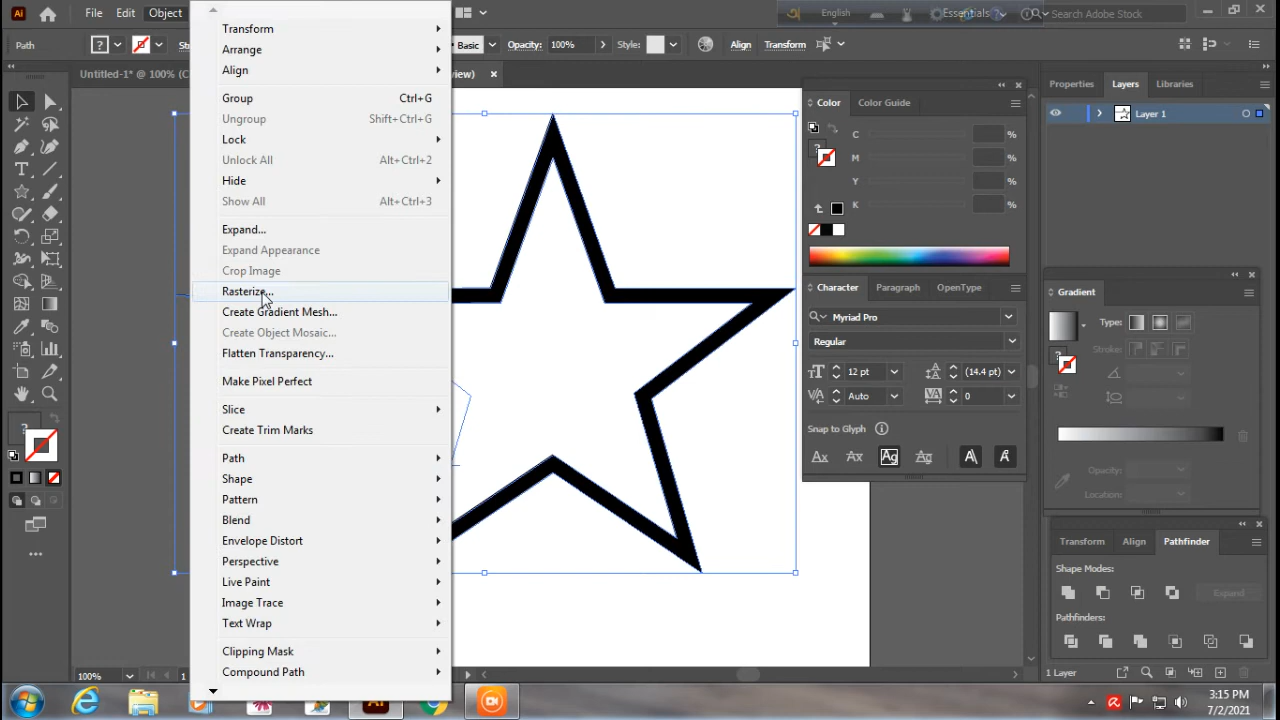 Ai File Edit Object English Essentials Search Adobe Stock
Path Basic Opacity: 100% Style: Align Transform
Untitled-1* @ 100% (C
view)
Transform
Arrange
Align
Group Ctrl+G
Ungroup Shift+Ctrl+G
Lock
Unlock All Alt+Ctrl+2
Hide
Show All Alt+Ctrl+3
Expand...
Expand Appearance
Crop Image
Rasterize...
Create Gradient Mesh...
Create Object Mosaic...
Flatten Transparency...
Make Pixel Perfect
Slice
Create Trim Marks
Path
Shape
Pattern
Blend
Envelope Distort
Perspective
Live Paint
Image Trace
Text Wrap
Clipping Mask
Compound Path
Color Color Guide
C %
M %
Y %
K %
Character Paragraph OpenType
Myriad Pro
Regular
12 pt (14.4 pt)
Auto 0
Snap to Glyph
Properties Layers Libraries
Layer 1
Gradient
Type:
Stroke:
Opacity:
Location:
Transform Align Pathfinder
Shape Modes:
Expand
Pathfinders:
1 Layer
100% 1
Ai
3:15 PM
7/2/2021